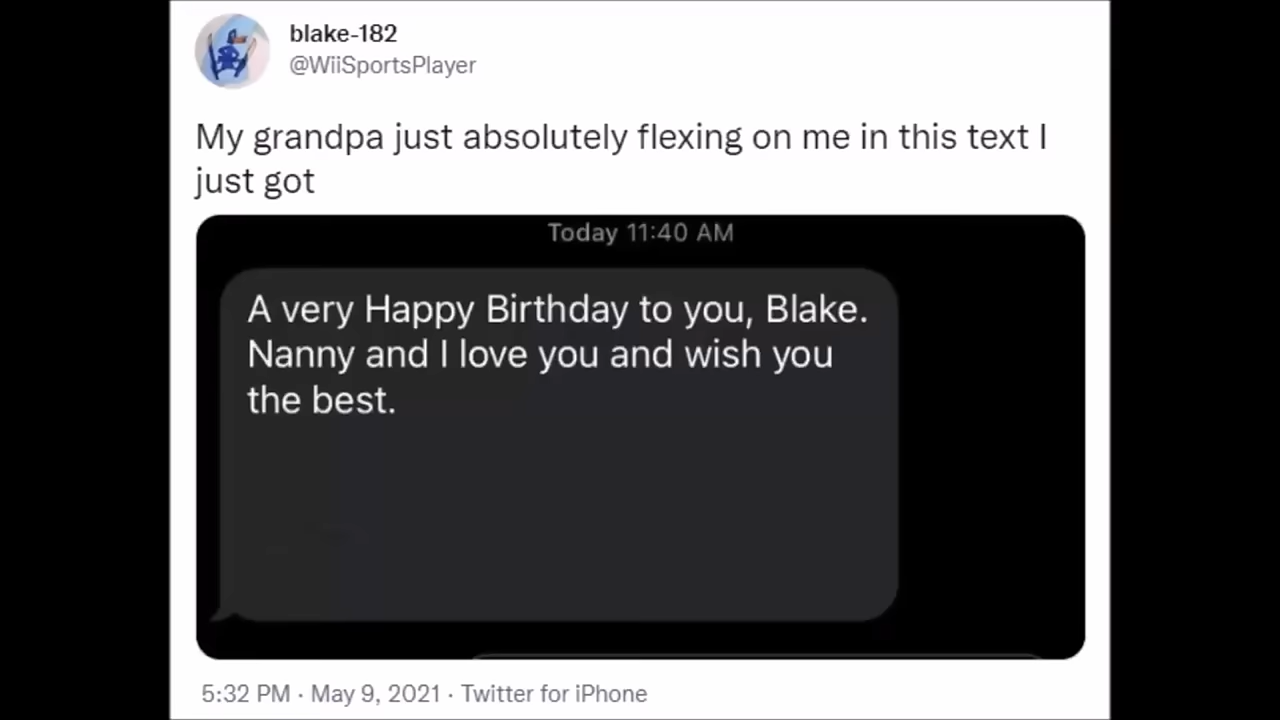 blake-182
@WiiSportsPlayer
My grandpa just absolutely flexing on me in this text I
just got
Today 11:40 AM
A very Happy Birthday to you, Blake.
Nanny and I love you and wish you
the best.
5:32 PM · May 9, 2021 · Twitter for iPhone